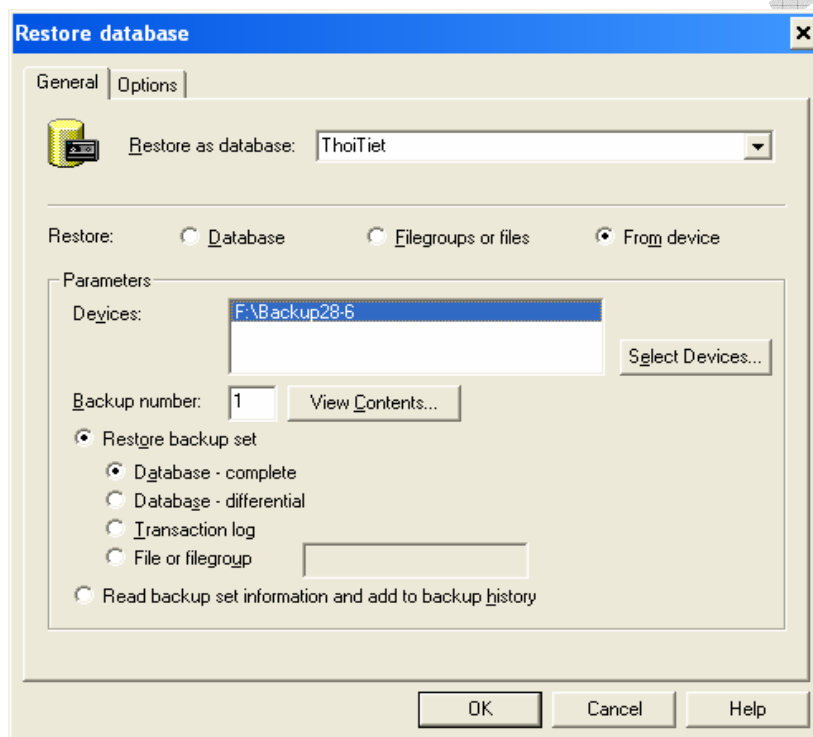 Restore database
General Options
Restore as database: ThoiTiet
Restore: Database Filegroups or files From device
Parameters
Devices: F:\Backup28-6
Select Devices...
Backup number: 1 View Contents...
Restore backup set
Database - complete
Database - differential
Transaction log
File or filegroup
Read backup set information and add to backup history
OK Cancel Help